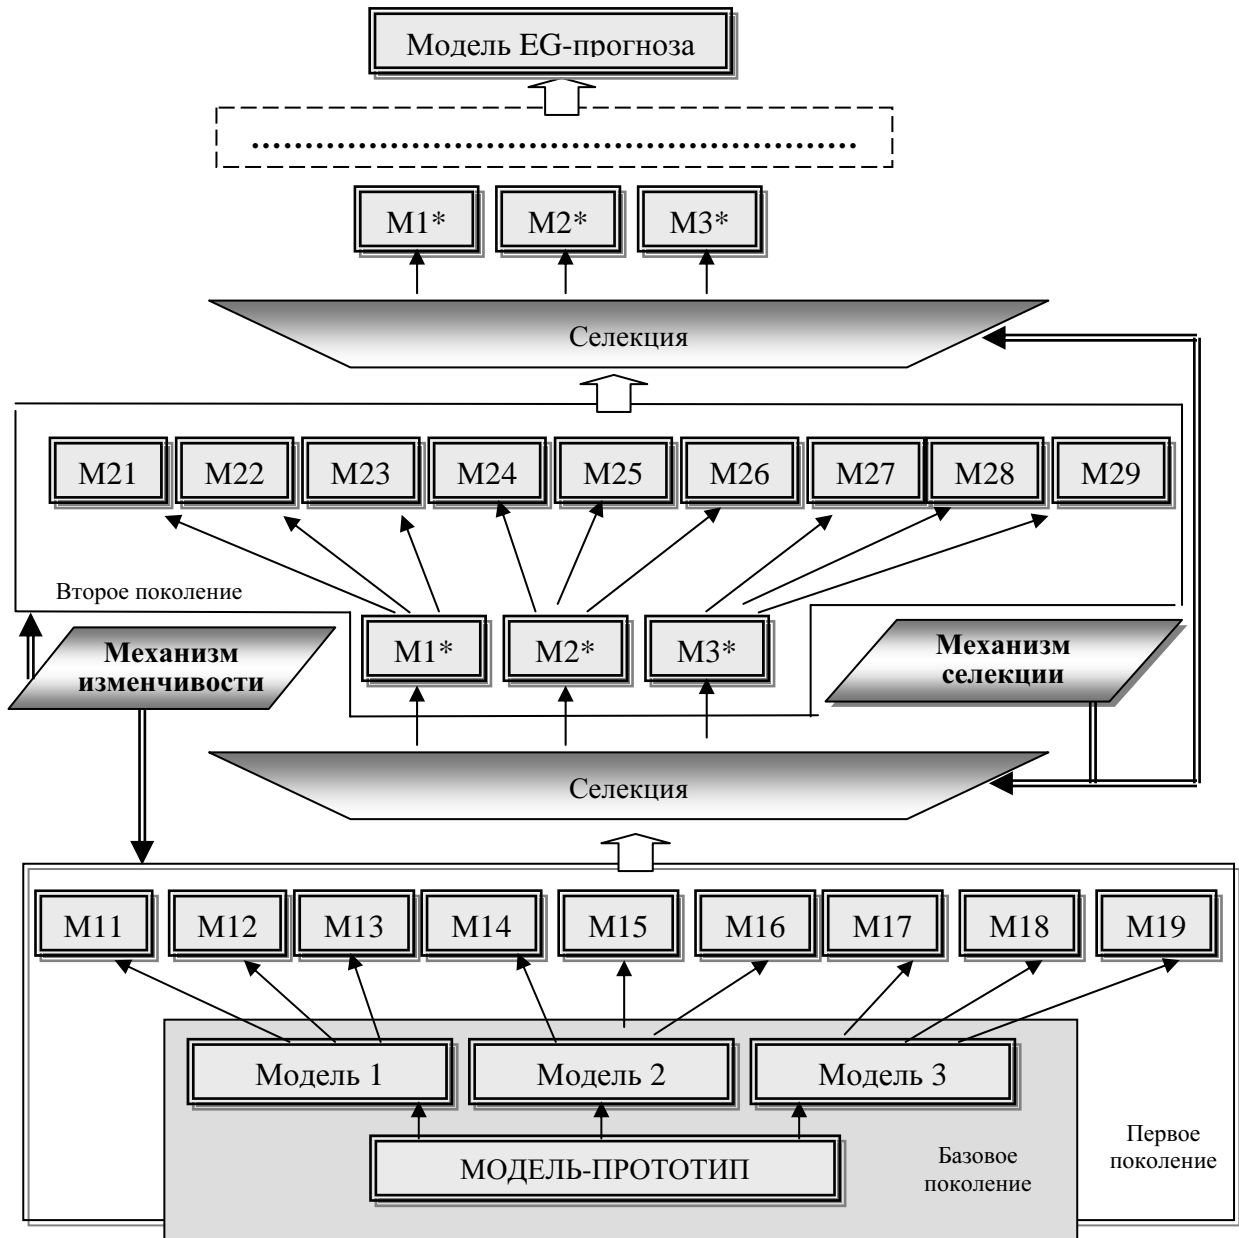 Модель EG-прогноза
............................................................
М1* М2* М3*
Селекция
М21 М22 М23 М24 М25 М26 М27 М28 М29
Второе поколение
М1* М2* М3*
Механизм
изменчивости
Механизм
селекции
Селекция
М11 М12 М13 М14 М15 М16 М17 М18 М19
Модель 1 Модель 2 Модель 3
МОДЕЛЬ-ПРОТОТИП
Базовое
поколение
Первое
поколение